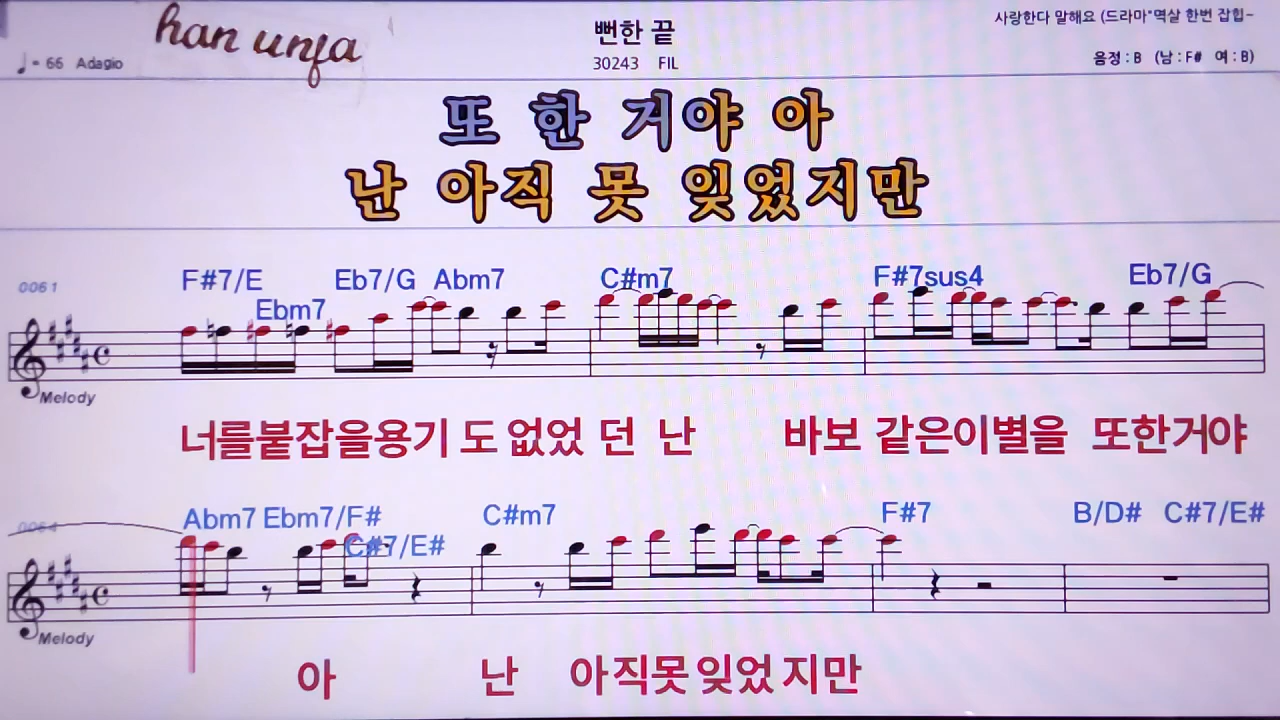 han unfa
뻔한 끝
사랑한다 말해요 (드라마"멱살 한번 잡힙~
♩= 66 Adagio
30243 FIL
음정 : B (남 : F# 여 : B)
또 한 거야 아
난 아직 못 잊었지만
0061
F#7/E Ebm7 Eb7/G Abm7 C#m7 F#7sus4 Eb7/G
Melody
너를붙잡을용기 도 없었 던 난 바보 같은이별을 또한거야
0064
Abm7 Ebm7/F# C#7/E# C#m7 F#7 B/D# C#7/E#
Melody
아 난 아직못 잊었 지만